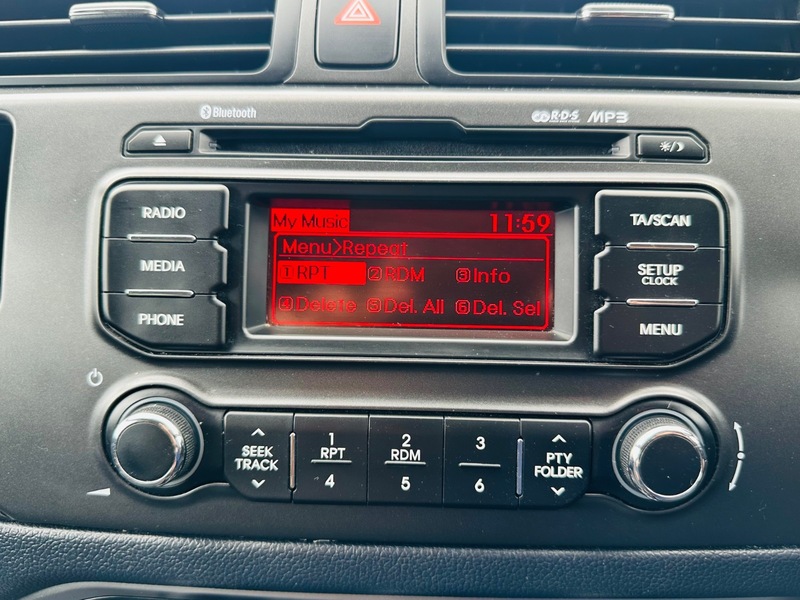 Bluetooth
R·D·S MP3
RADIO
MEDIA
PHONE
My Music 11:59
Menu>Repeat
1 RPT 2 RDM 3 Info
4 Delete 5 Del. All 6 Del. Sel
TA/SCAN
SETUP
CLOCK
MENU
SEEK
TRACK
1
RPT
4
2
RDM
5
3
6
PTY
FOLDER